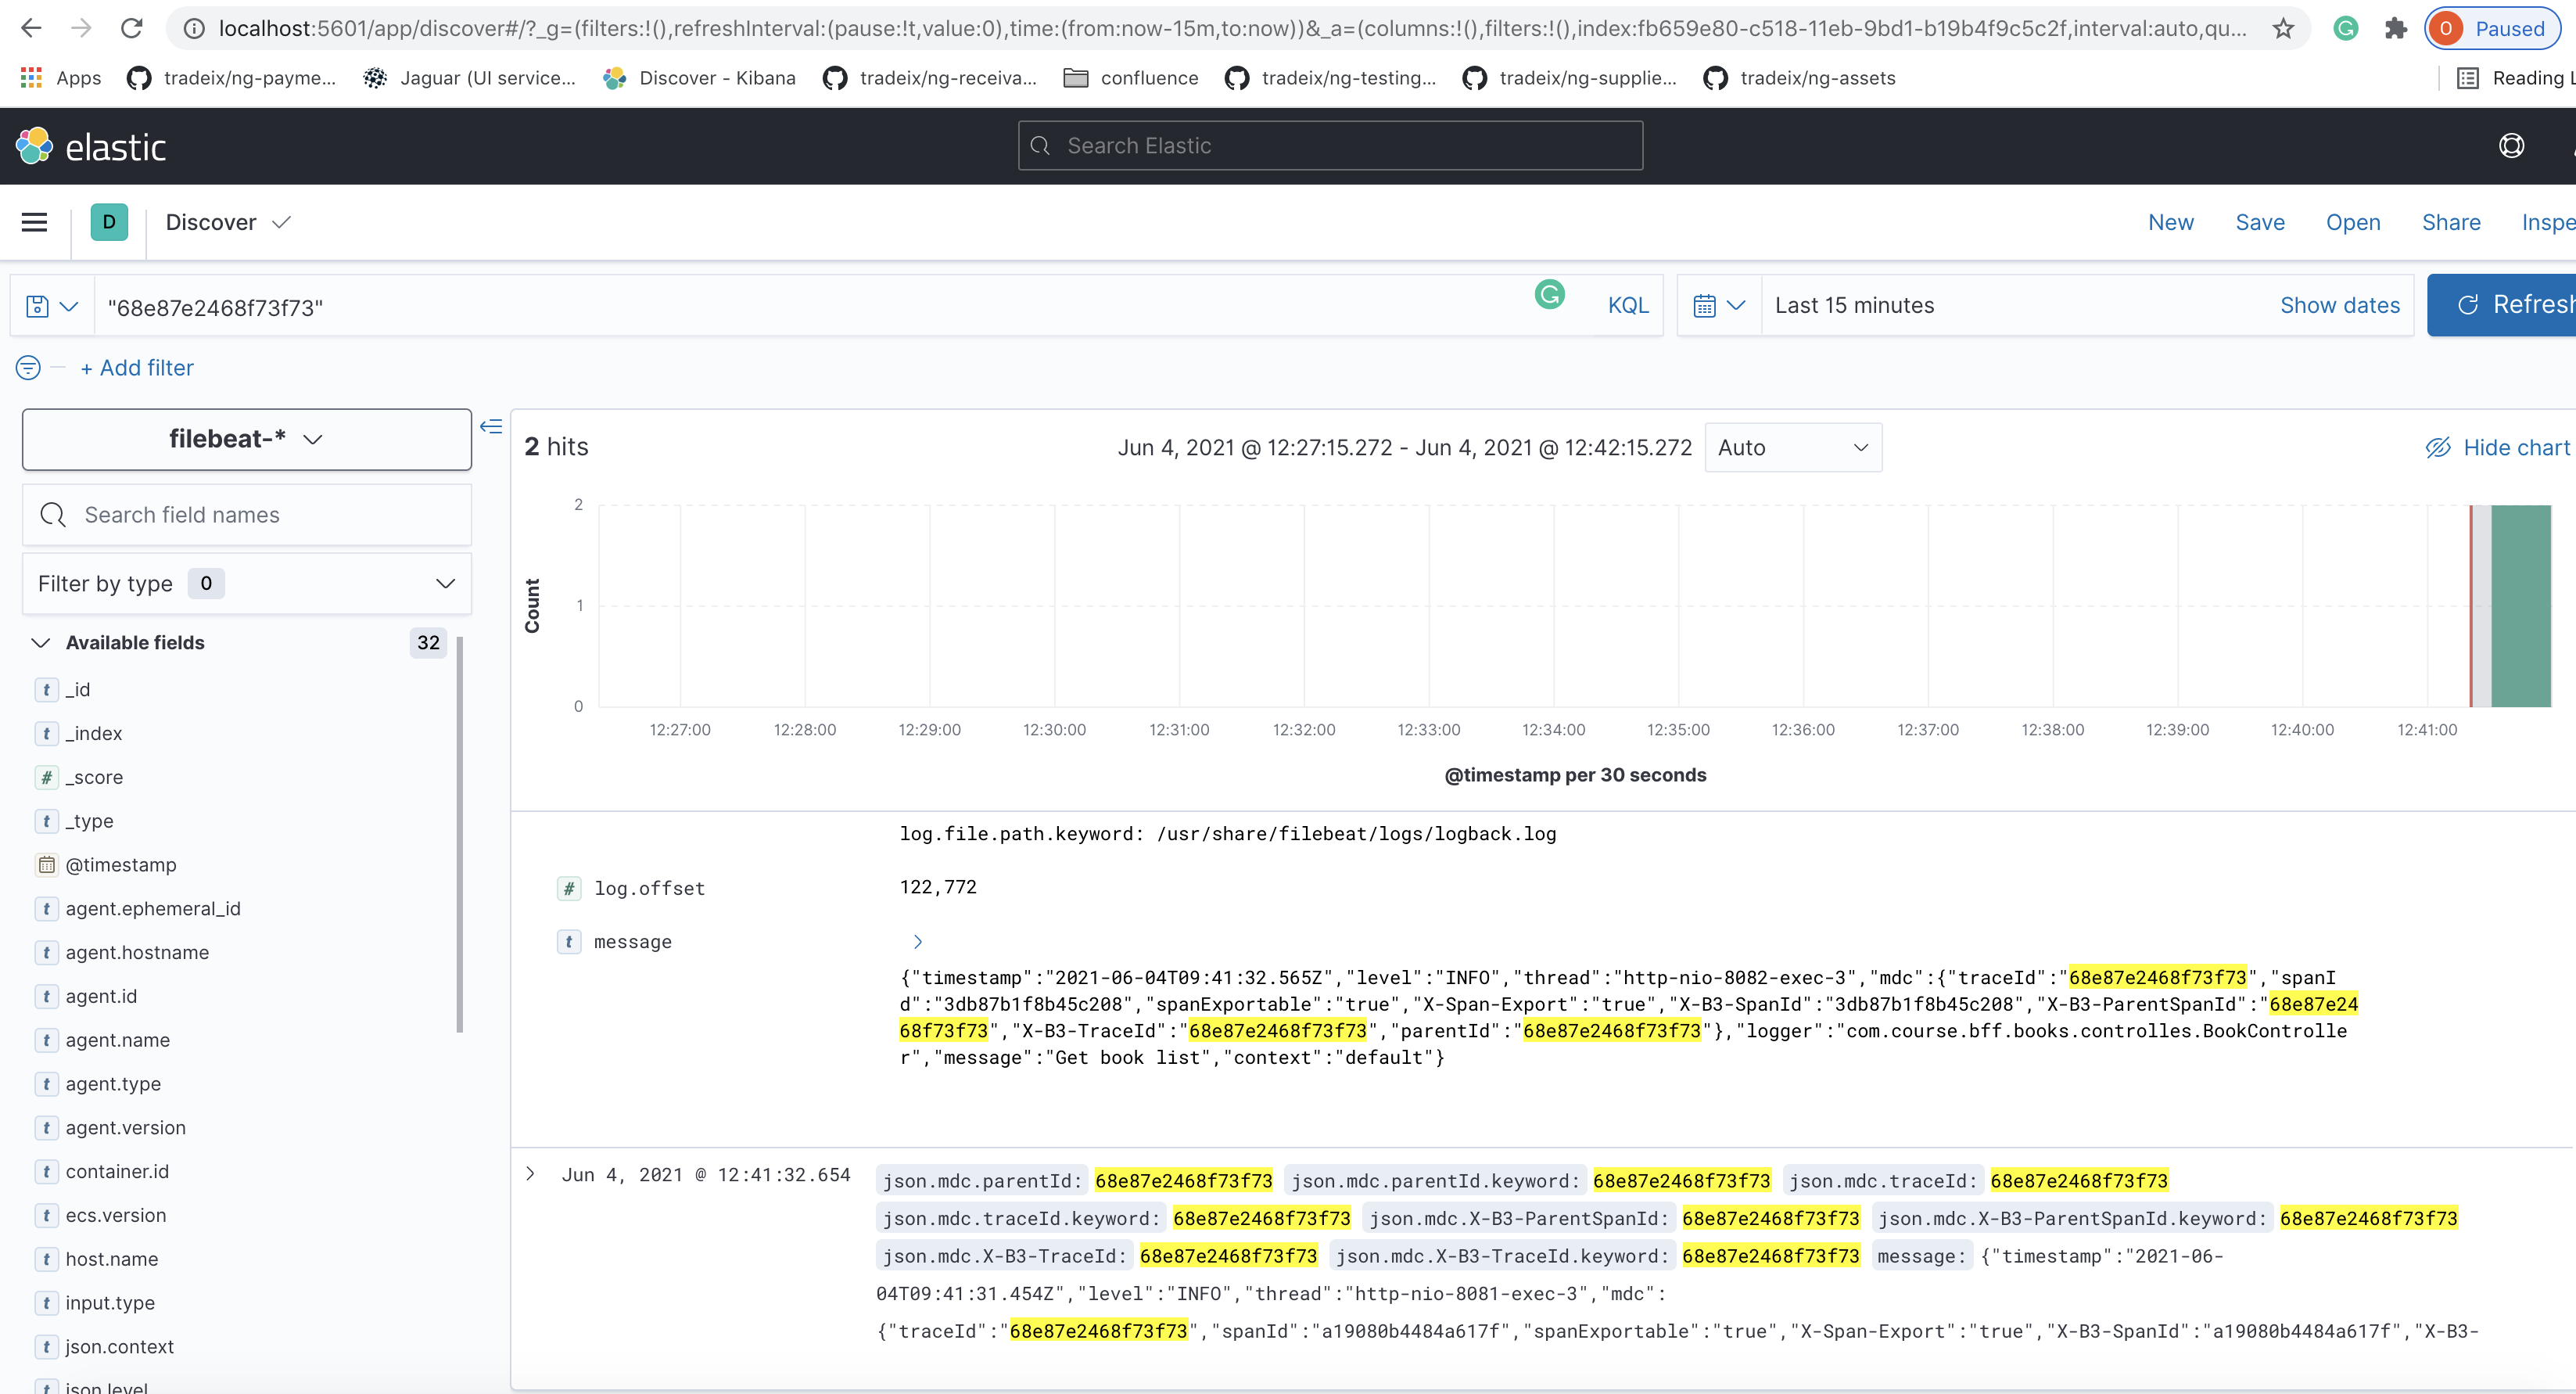 localhost:5601/app/discover#/?_g=(filters:!(),refreshInterval:(pause:!t,value:0),time:(from:now-15m,to:now))&_a=(columns:!(),filters:!(),index:fb659e80-c518-11eb-9bd1-b19b4f9c5c2f,interval:auto,qu...
O Paused
Apps tradeix/ng-payme... Jaguar (UI service... Discover - Kibana tradeix/ng-receiva... confluence tradeix/ng-testing... tradeix/ng-supplie... tradeix/ng-assets Reading
elastic
Search Elastic
D Discover New Save Open Share Inspe
"68e87e2468f73f73" KQL Last 15 minutes Show dates Refresh
+ Add filter
filebeat-*
2 hits Jun 4, 2021 @ 12:27:15.272 - Jun 4, 2021 @ 12:42:15.272 Auto Hide chart
Search field names
Filter by type 0
Available fields 32
_id
_index
_score
_type
@timestamp
agent.ephemeral_id
agent.hostname
agent.id
agent.name
agent.type
agent.version
container.id
ecs.version
host.name
input.type
json.context
json.level
Count
2
1
0
12:27:00 12:28:00 12:29:00 12:30:00 12:31:00 12:32:00 12:33:00 12:34:00 12:35:00 12:36:00 12:37:00 12:38:00 12:39:00 12:40:00 12:41:00
@timestamp per 30 seconds
log.file.path.keyword: /usr/share/filebeat/logs/logback.log
# log.offset 122,772
t message
{"timestamp":"2021-06-04T09:41:32.565Z","level":"INFO","thread":"http-nio-8082-exec-3","mdc":{"traceId":"68e87e2468f73f73","spanI
d":"3db87b1f8b45c208","spanExportable":"true","X-Span-Export":"true","X-B3-SpanId":"3db87b1f8b45c208","X-B3-ParentSpanId":"68e87e24
68f73f73","X-B3-TraceId":"68e87e2468f73f73","parentId":"68e87e2468f73f73"},"logger":"com.course.bff.books.controlles.BookControlle
r","message":"Get book list","context":"default"}
Jun 4, 2021 @ 12:41:32.654 json.mdc.parentId: 68e87e2468f73f73 json.mdc.parentId.keyword: 68e87e2468f73f73 json.mdc.traceId: 68e87e2468f73f73
json.mdc.traceId.keyword: 68e87e2468f73f73 json.mdc.X-B3-ParentSpanId: 68e87e2468f73f73 json.mdc.X-B3-ParentSpanId.keyword: 68e87e2468f73f73
json.mdc.X-B3-TraceId: 68e87e2468f73f73 json.mdc.X-B3-TraceId.keyword: 68e87e2468f73f73 message: {"timestamp":"2021-06-
04T09:41:31.454Z","level":"INFO","thread":"http-nio-8081-exec-3","mdc":
{"traceId":"68e87e2468f73f73","spanId":"a19080b4484a617f","spanExportable":"true","X-Span-Export":"true","X-B3-SpanId":"a19080b4484a617f","X-B3-